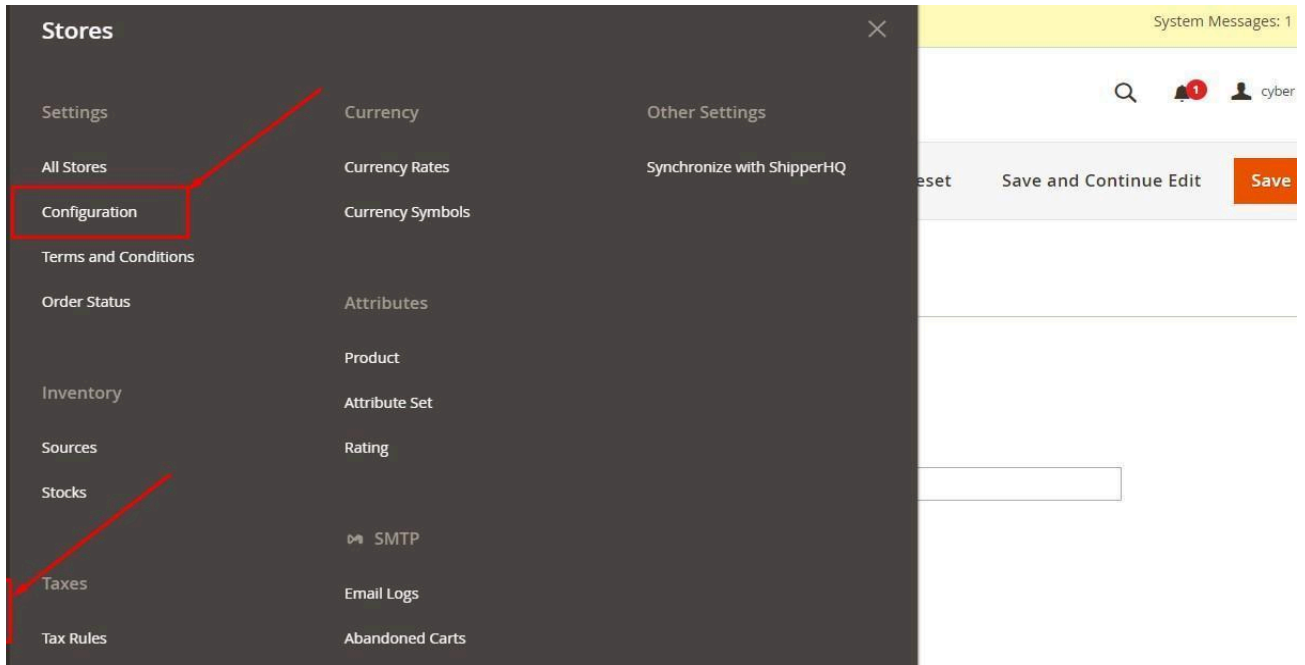 Stores
System Messages: 1
1
cyber
Settings
All Stores
Configuration
Terms and Conditions
Order Status
Inventory
Sources
Stocks
Taxes
Tax Rules
Currency
Currency Rates
Currency Symbols
Attributes
Product
Attribute Set
Rating
SMTP
Email Logs
Abandoned Carts
Other Settings
Synchronize with ShipperHQ
eset
Save and Continue Edit
Save